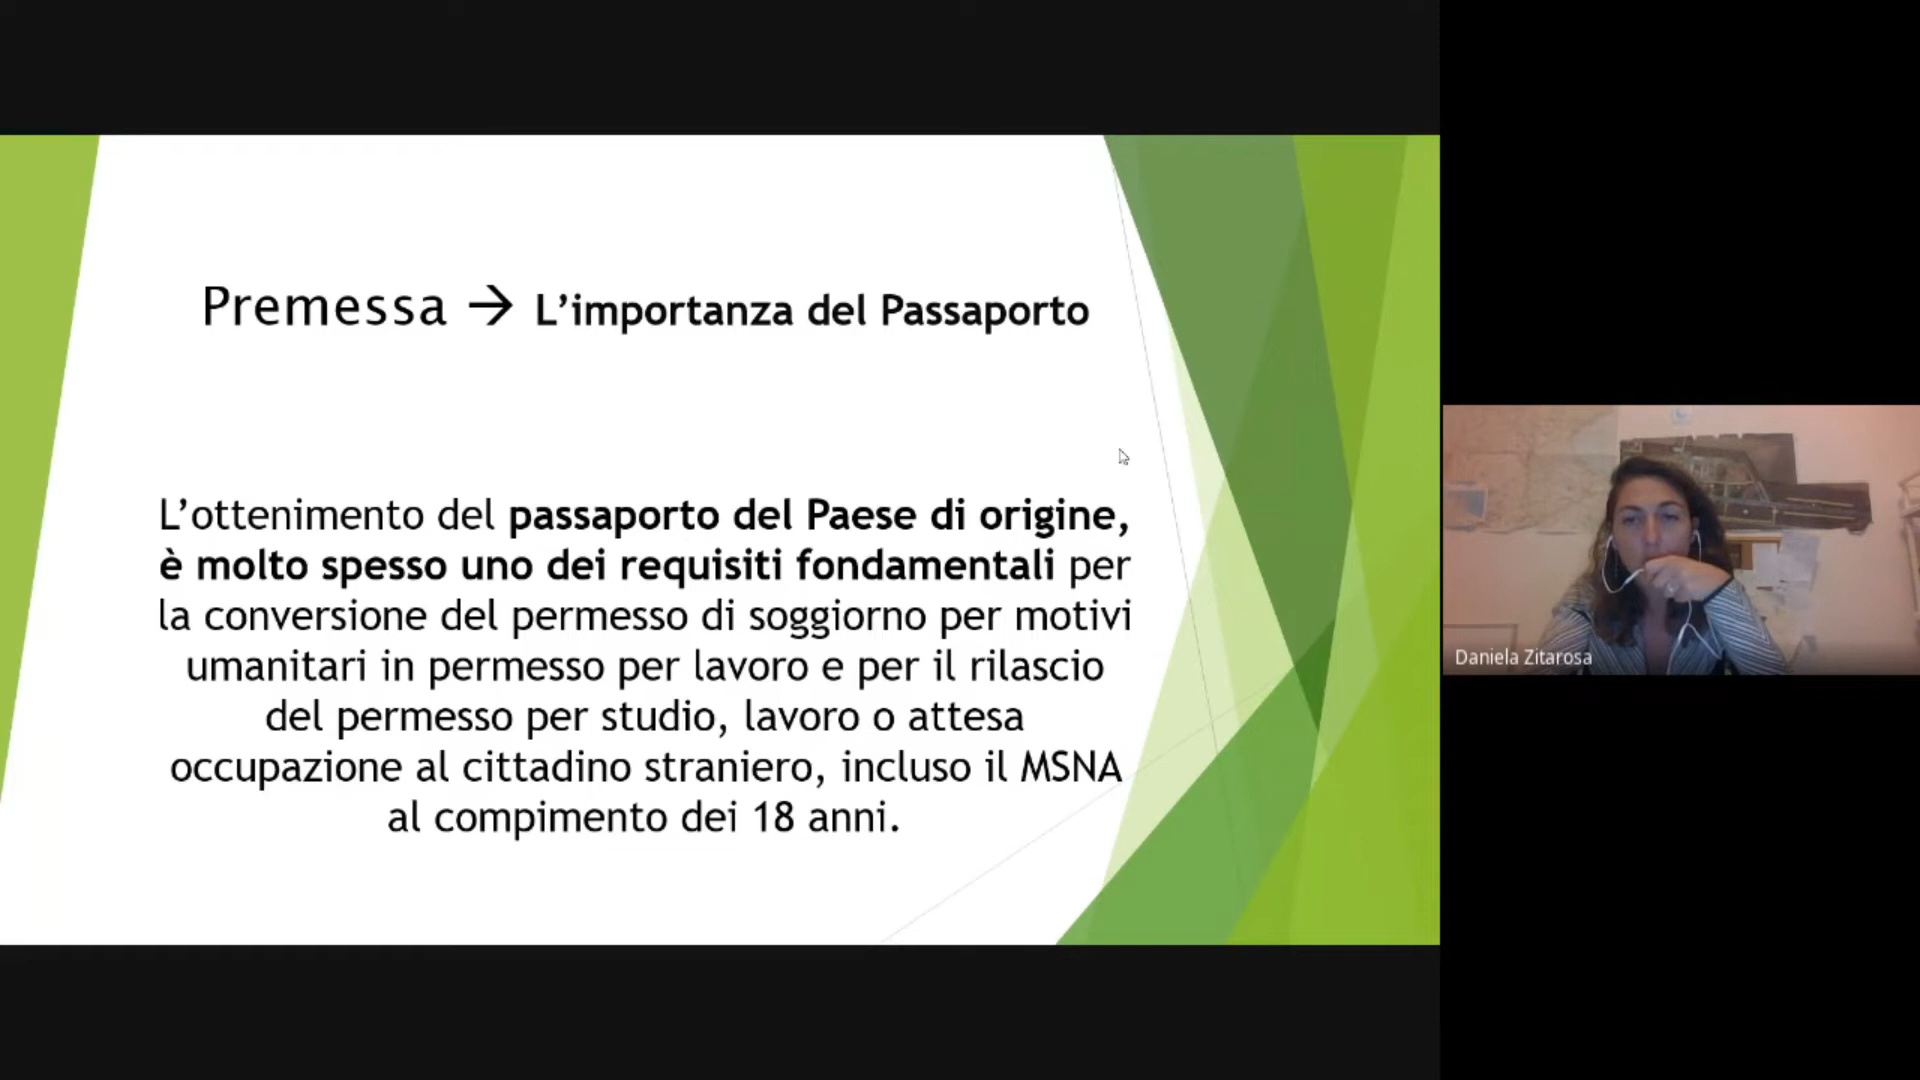 Premessa → L’importanza del Passaporto
L’ottenimento del passaporto del Paese di origine,
è molto spesso uno dei requisiti fondamentali per
la conversione del permesso di soggiorno per motivi
umanitari in permesso per lavoro e per il rilascio
del permesso per studio, lavoro o attesa
occupazione al cittadino straniero, incluso il MSNA
al compimento dei 18 anni.
Daniela Zitarosa